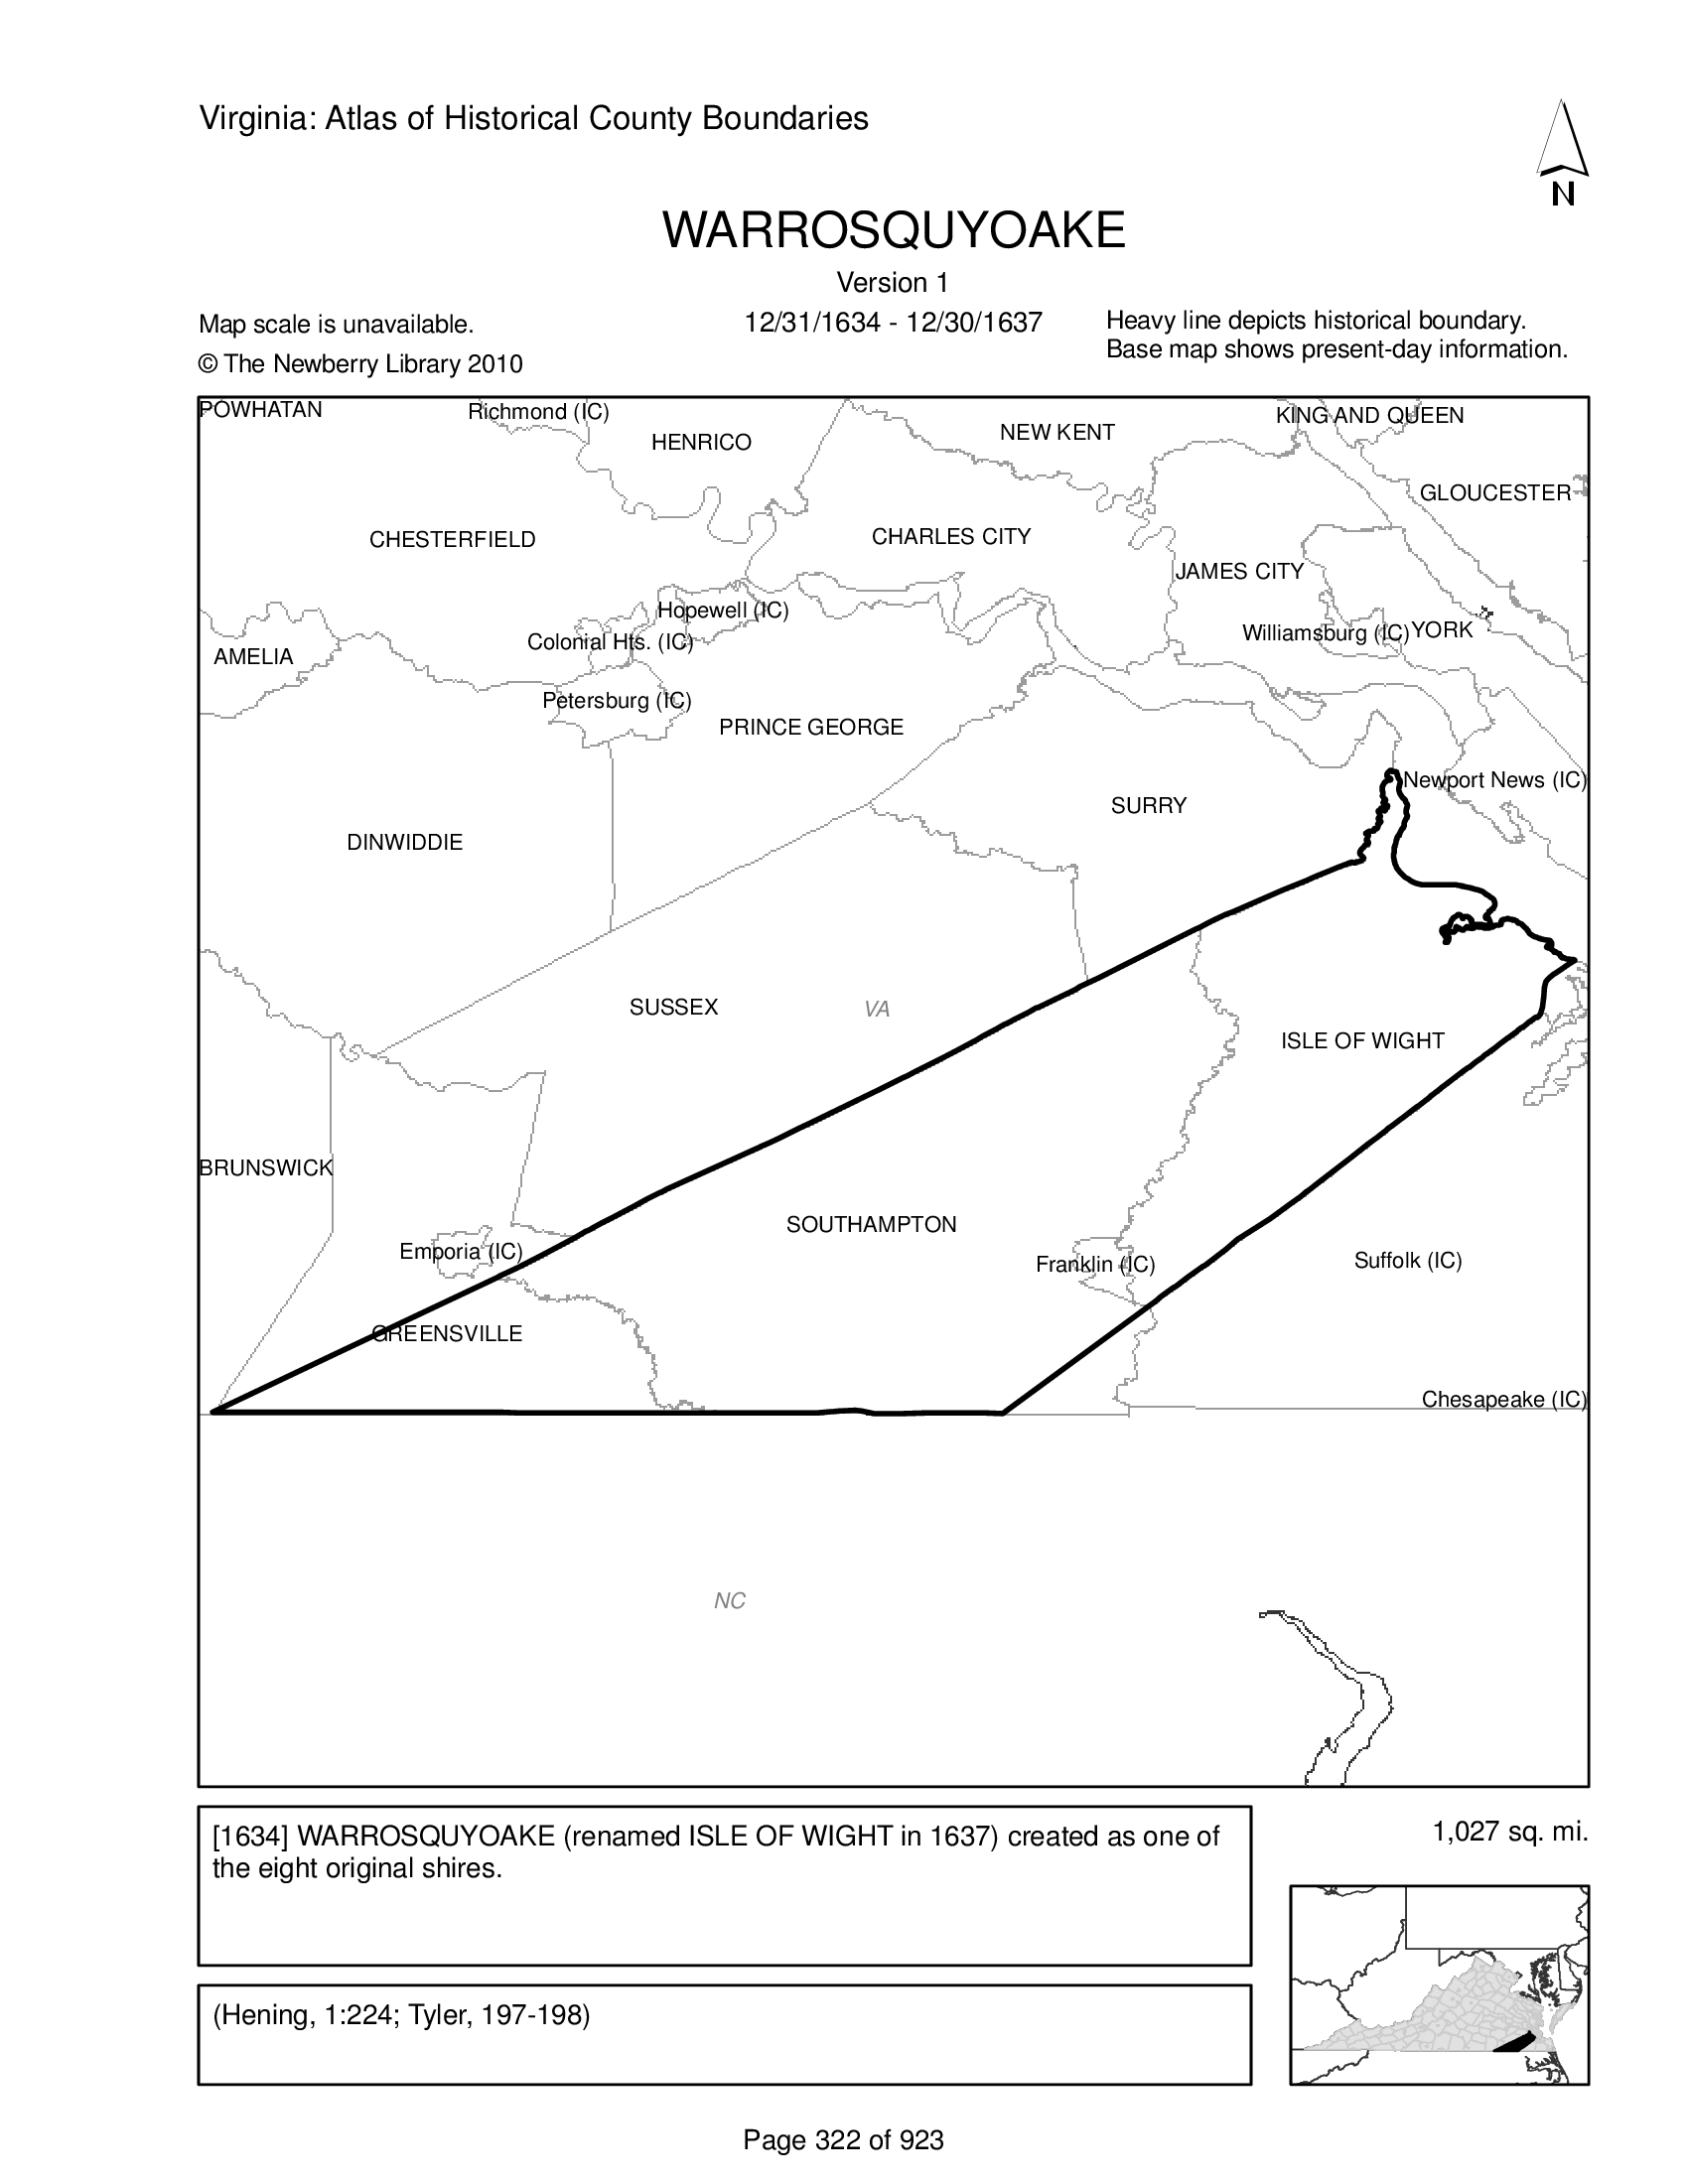 Virginia: Atlas of Historical County Boundaries
N
WARROSQUYOAKE
Version 1
12/31/1634 - 12/30/1637
Map scale is unavailable.
© The Newberry Library 2010
Heavy line depicts historical boundary.
Base map shows present-day information.
POWHATAN
Richmond (IC)
HENRICO
NEW KENT
KING AND QUEEN
GLOUCESTER
CHESTERFIELD
CHARLES CITY
JAMES CITY
Hopewell (IC)
Colonial Hts. (IC)
Williamsburg (IC)
YORK
AMELIA
Petersburg (IC)
PRINCE GEORGE
Newport News (IC)
SURRY
DINWIDDIE
SUSSEX
VA
ISLE OF WIGHT
BRUNSWICK
SOUTHAMPTON
Emporia (IC)
Franklin (IC)
Suffolk (IC)
GREENSVILLE
Chesapeake (IC)
NC
[1634] WARROSQUYOAKE (renamed ISLE OF WIGHT in 1637) created as one of
the eight original shires.
1,027 sq. mi.
(Hening, 1:224; Tyler, 197-198)
Page 322 of 923